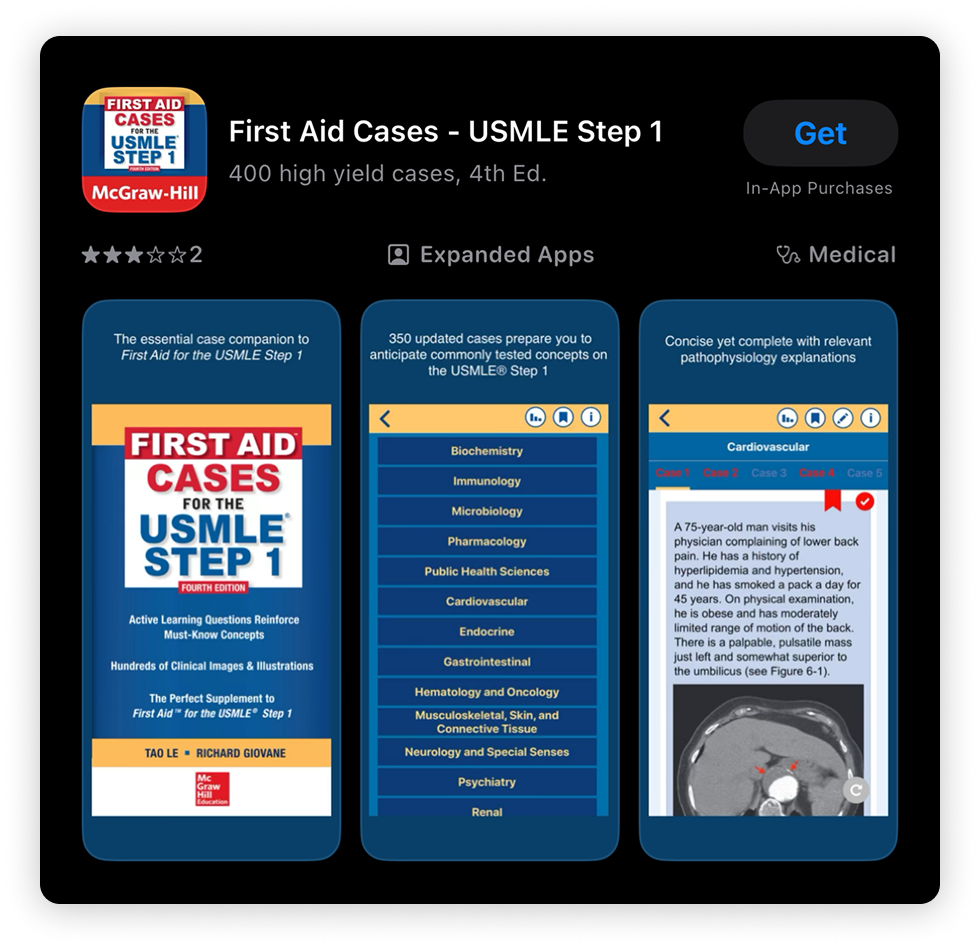 FIRST AID
CASES
FOR THE
USMLE
STEP 1
FOURTH EDITION
McGraw-Hill
First Aid Cases - USMLE Step 1
400 high yield cases, 4th Ed.
Get
In-App Purchases
2
Expanded Apps
Medical
The essential case companion to
First Aid for the USMLE Step 1
FIRST AID
CASES
FOR THE
USMLE®
STEP 1
FOURTH EDITION
Active Learning Questions Reinforce
Must-Know Concepts
Hundreds of Clinical Images & Illustrations
The Perfect Supplement to
First Aid™ for the USMLE® Step 1
TAO LE ▪ RICHARD GIOVANE
Mc
Graw
Hill
Education
350 updated cases prepare you to
anticipate commonly tested concepts on
the USMLE® Step 1
Biochemistry
Immunology
Microbiology
Pharmacology
Public Health Sciences
Cardiovascular
Endocrine
Gastrointestinal
Hematology and Oncology
Musculoskeletal, Skin, and
Connective Tissue
Neurology and Special Senses
Psychiatry
Renal
Concise yet complete with relevant
pathophysiology explanations
Cardiovascular
Case 1 Case 2 Case 3 Case 4 Case 5
A 75-year-old man visits his
physician complaining of lower back
pain. He has a history of
hyperlipidemia and hypertension,
and he has smoked a pack a day for
45 years. On physical examination,
he is obese and has moderately
limited range of motion of the back.
There is a palpable, pulsatile mass
just left and somewhat superior to
the umbilicus (see Figure 6-1).